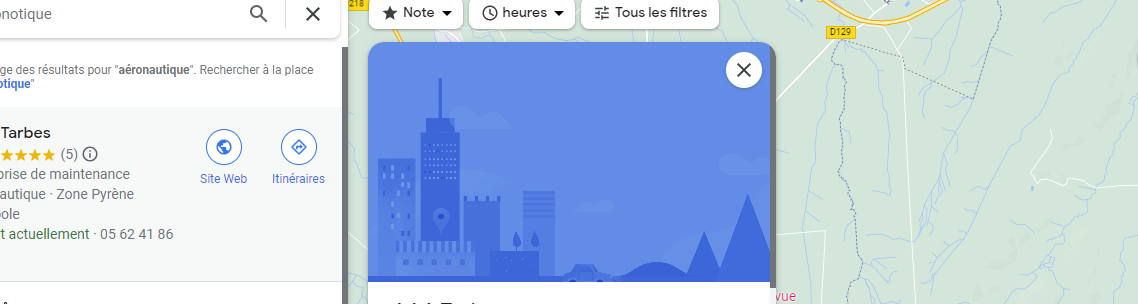 notique
Note
heures
Tous les filtres
218
D129
ge des résultats pour "aéronautique". Rechercher à la place
otique"
Tarbes
(5)
prise de maintenance
autique · Zone Pyrène
pole
t actuellement · 05 62 41 86
Site Web
Itinéraires
vue